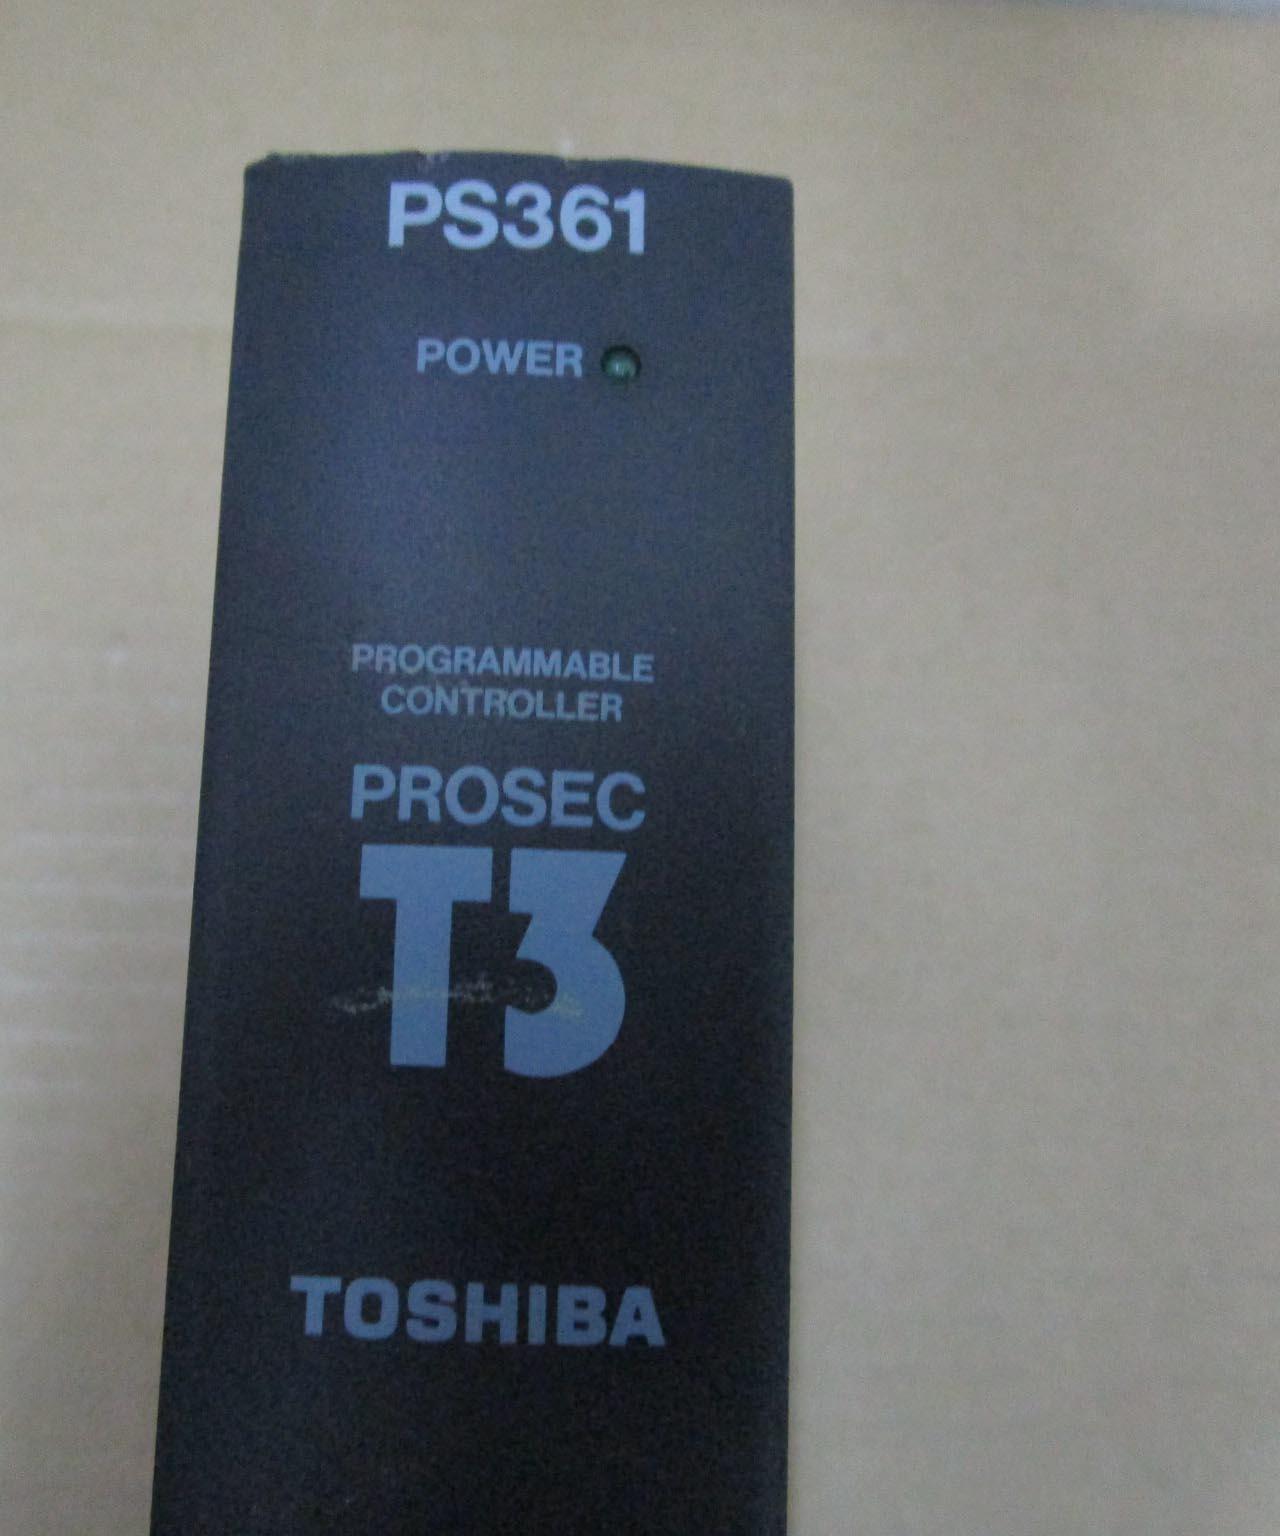 PS361
POWER
PROGRAMMABLE
CONTROLLER
PROSEC
T3
TOSHIBA